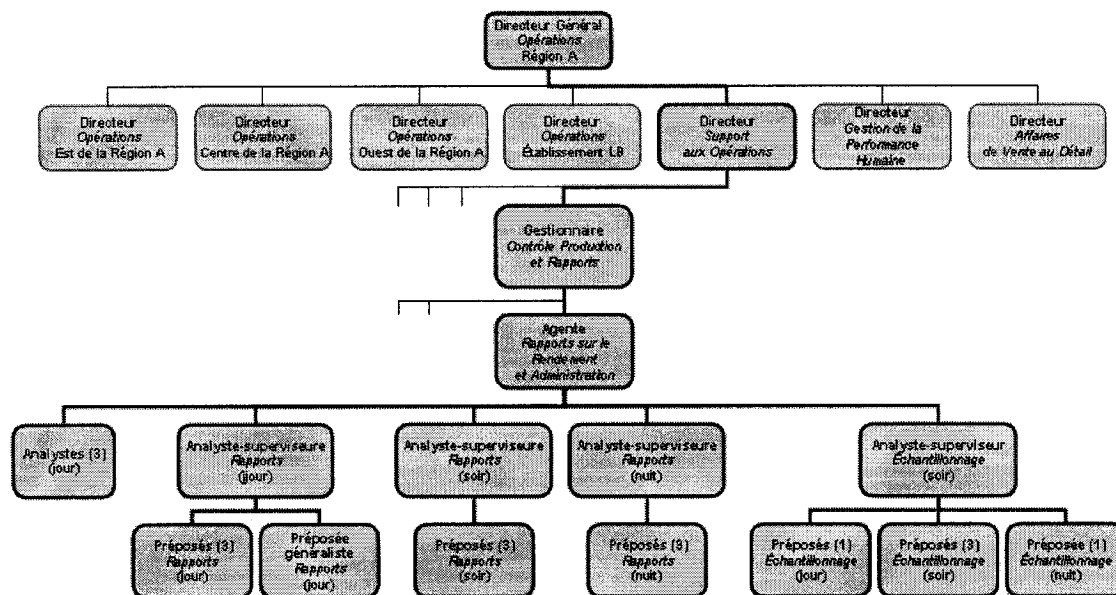 Directeur Général
Opérations
Région A
Directeur
Opérations
Est de la Région A
Directeur
Opérations
Centre de la Région A
Directeur
Opérations
Ouest de la Région A
Directeur
Opérations
Établissement LB
Directeur
Support
aux Opérations
Directeur
Gestion de la
Performance
Humaine
Directeur
Affaires
de Vente au Détail
Gestionnaire
Contrôle Production
et Rapports
Agente
Rapports sur le
Rendement
et Administration
Analystes (3)
(jour)
Analyste-superviseure
Rapports
(jjour)
Analyste-superviseure
Rapports
(soir)
Analyste-superviseure
Rapports
(nuit)
Analyste-superviseur
Échantillonnage
(soir)
Préposés (3)
Rapports
(jour)
Préposée
généraliste
Rapports
(jour)
Préposés (3)
Rapports
(soir)
Préposés (3)
Rapports
(nuit)
Préposés (1)
Échantillonnage
(jour)
Préposés (3)
Échantillonnage
(soir)
Préposée (1)
Échantillonnage
(nuit)